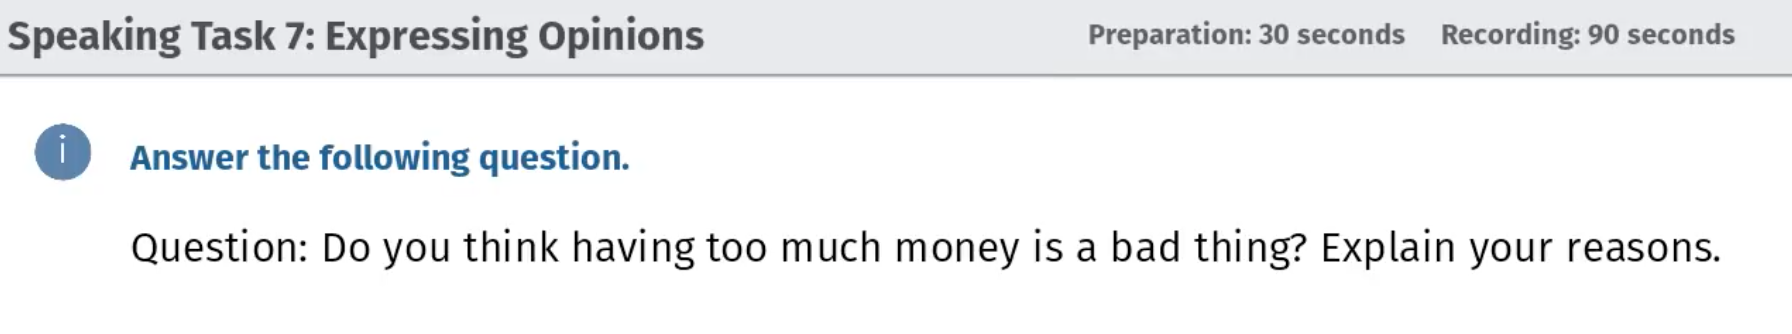 Speaking Task 7: Expressing Opinions Preparation: 30 seconds Recording: 90 seconds
i
Answer the following question.
Question: Do you think having too much money is a bad thing? Explain your reasons.